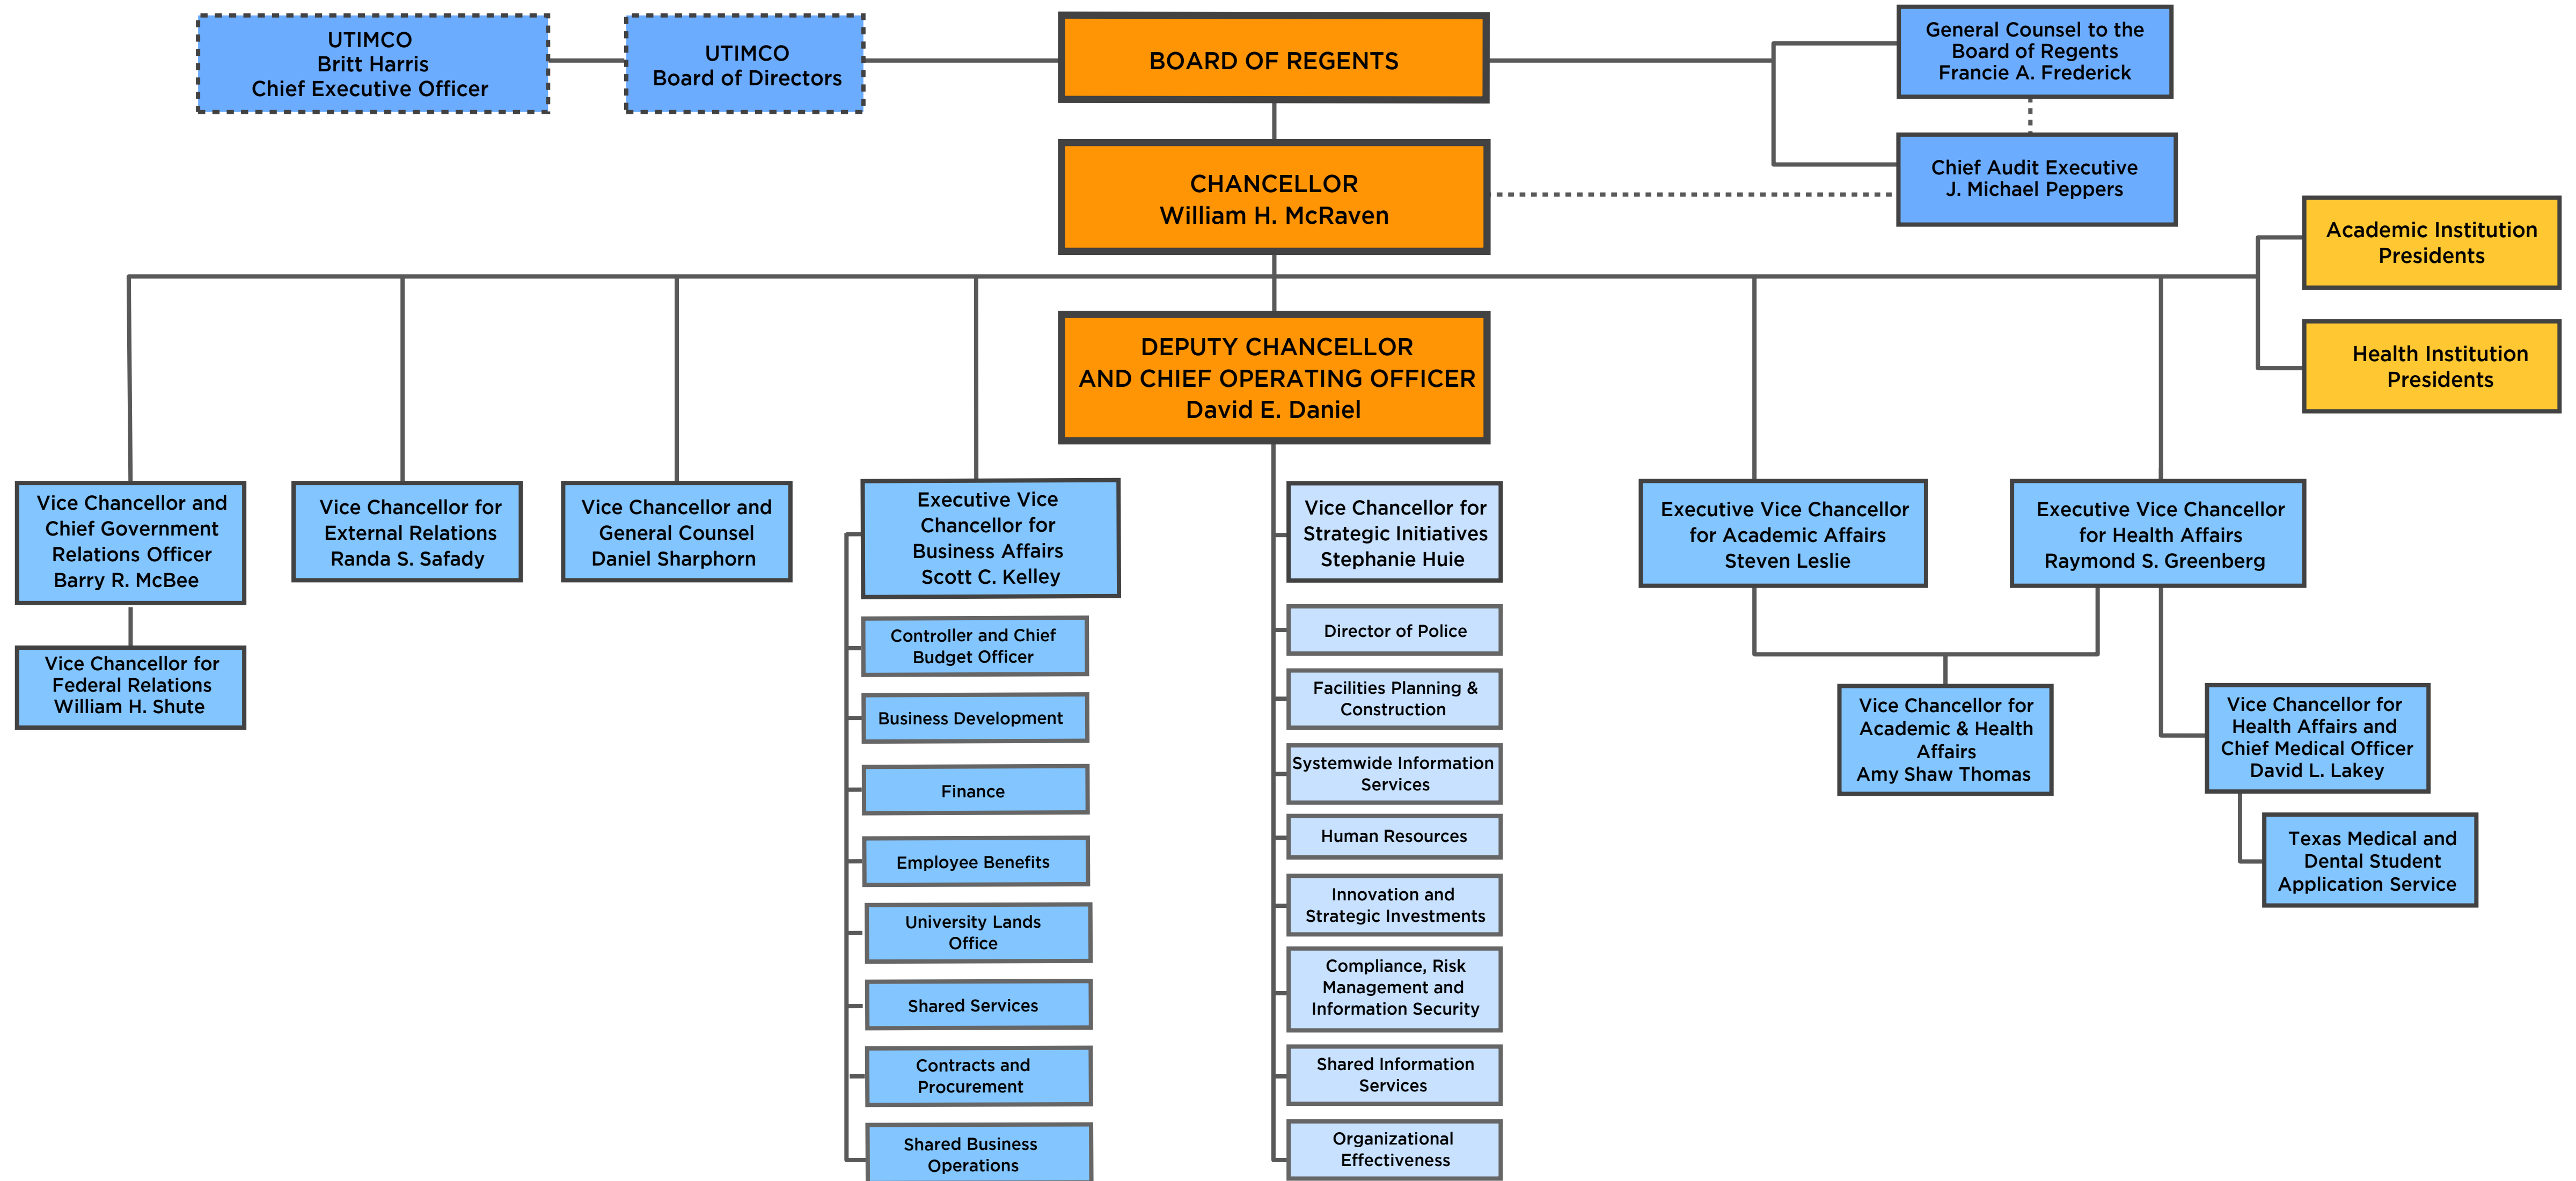 UTIMCO
Britt Harris
Chief Executive Officer
UTIMCO
Board of Directors
BOARD OF REGENTS
General Counsel to the
Board of Regents
Francie A. Frederick
CHANCELLOR
William H. McRaven
Chief Audit Executive
J. Michael Peppers
Academic Institution
Presidents
Health Institution
Presidents
DEPUTY CHANCELLOR
AND CHIEF OPERATING OFFICER
David E. Daniel
Vice Chancellor and
Chief Government
Relations Officer
Barry R. McBee
Vice Chancellor for
Federal Relations
William H. Shute
Vice Chancellor for
External Relations
Randa S. Safady
Vice Chancellor and
General Counsel
Daniel Sharphorn
Executive Vice
Chancellor for
Business Affairs
Scott C. Kelley
Controller and Chief
Budget Officer
Business Development
Finance
Employee Benefits
University Lands
Office
Shared Services
Contracts and
Procurement
Shared Business
Operations
Vice Chancellor for
Strategic Initiatives
Stephanie Huie
Director of Police
Facilities Planning &
Construction
Systemwide Information
Services
Human Resources
Innovation and
Strategic Investments
Compliance, Risk
Management and
Information Security
Shared Information
Services
Organizational
Effectiveness
Executive Vice Chancellor
for Academic Affairs
Steven Leslie
Executive Vice Chancellor
for Health Affairs
Raymond S. Greenberg
Vice Chancellor for
Academic & Health
Affairs
Amy Shaw Thomas
Vice Chancellor for
Health Affairs and
Chief Medical Officer
David L. Lakey
Texas Medical and
Dental Student
Application Service